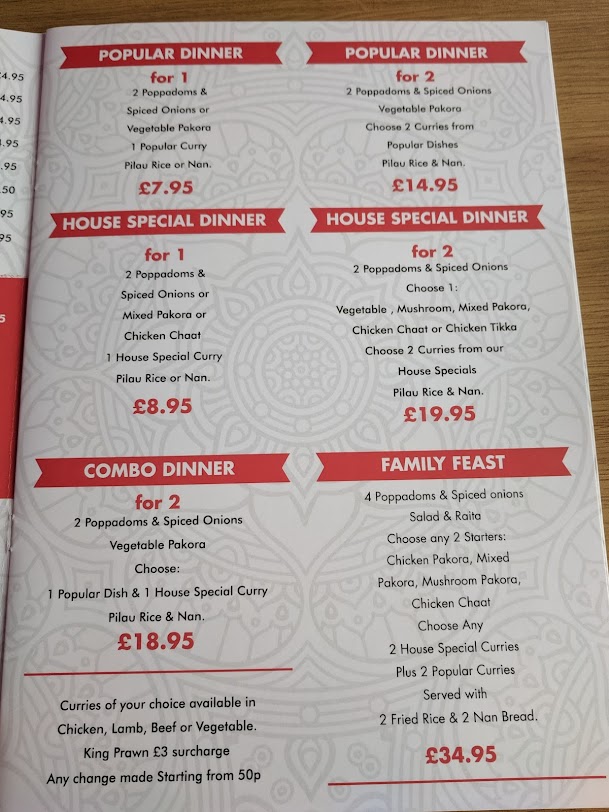 4.95
4.95
4.95
.95
.95
.50
95
95
5
POPULAR DINNER
for 1
2 Poppadoms &
Spiced Onions or
Vegetable Pakora
1 Popular Curry
Pilau Rice or Nan.
£7.95
POPULAR DINNER
for 2
2 Poppadoms & Spiced Onions
Vegetable Pakora
Choose 2 Curries from
Popular Dishes
Pilau Rice & Nan.
£14.95
HOUSE SPECIAL DINNER
for 1
2 Poppadoms &
Spiced Onions or
Mixed Pakora or
Chicken Chaat
1 House Special Curry
Pilau Rice or Nan.
£8.95
HOUSE SPECIAL DINNER
for 2
2 Poppadoms & Spiced Onions
Choose 1:
Vegetable , Mushroom, Mixed Pakora,
Chicken Chaat or Chicken Tikka
Choose 2 Curries from our
House Specials
Pilau Rice & Nan.
£19.95
COMBO DINNER
for 2
2 Poppadoms & Spiced Onions
Vegetable Pakora
Choose:
1 Popular Dish & 1 House Special Curry
Pilau Rice & Nan.
£18.95
FAMILY FEAST
4 Poppadoms & Spiced onions
Salad & Raita
Choose any 2 Starters:
Chicken Pakora, Mixed
Pakora, Mushroom Pakora,
Chicken Chaat
Choose Any
2 House Special Curries
Plus 2 Popular Curries
Served with
2 Fried Rice & 2 Nan Bread.
£34.95
Curries of your choice available in
Chicken, Lamb, Beef or Vegetable.
King Prawn £3 surcharge
Any change made Starting from 50p